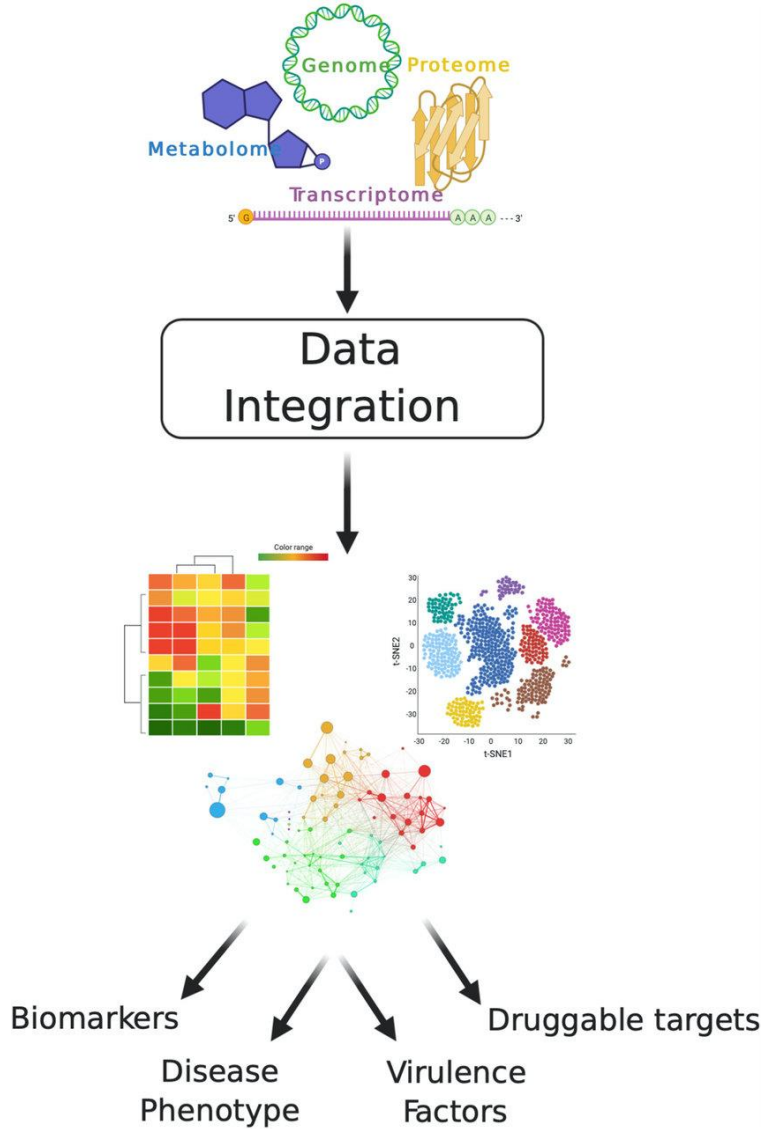 Genome
Proteome
Metabolome
P
Transcriptome
5' G A A A --- 3'
Data
Integration
Color range
30
20
10
0
-10
-20
-30
t-SNE2
-30 -20 -10 0 10 20 30
t-SNE1
Biomarkers
Druggable targets
Disease
Phenotype
Virulence
Factors